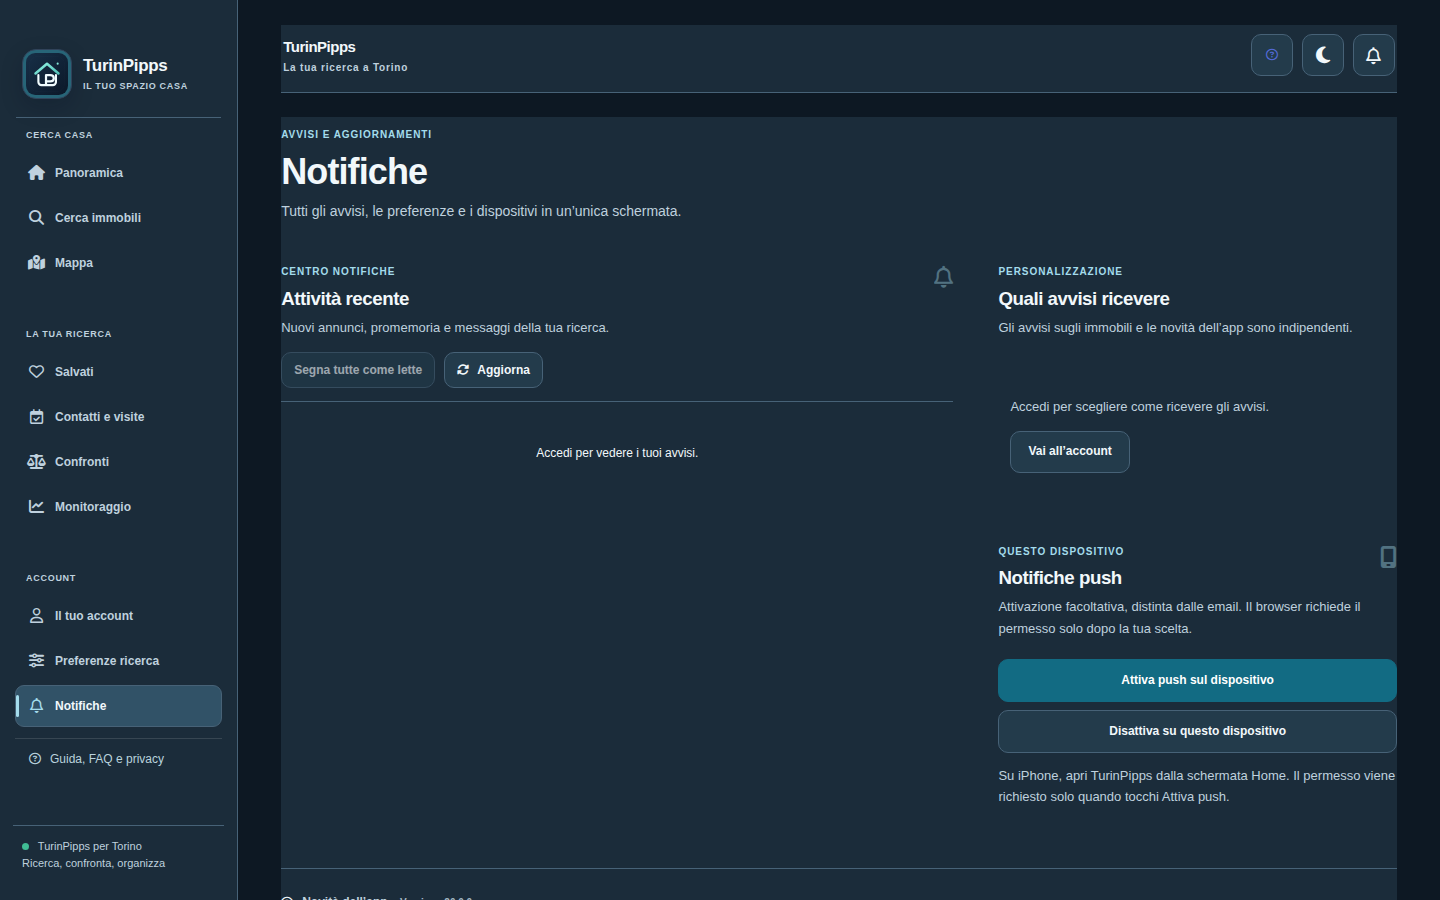 TurinPipps
IL TUO SPAZIO CASA
CERCA CASA
Panoramica
Cerca immobili
Mappa
LA TUA RICERCA
Salvati
Contatti e visite
Confronti
Monitoraggio
ACCOUNT
Il tuo account
Preferenze ricerca
Notifiche
Guida, FAQ e privacy
TurinPipps per Torino
Ricerca, confronta, organizza
TurinPipps
La tua ricerca a Torino
AVVISI E AGGIORNAMENTI
Notifiche
Tutti gli avvisi, le preferenze e i dispositivi in un’unica schermata.
CENTRO NOTIFICHE
Attività recente
Nuovi annunci, promemoria e messaggi della tua ricerca.
Segna tutte come lette
Aggiorna
Accedi per vedere i tuoi avvisi.
PERSONALIZZAZIONE
Quali avvisi ricevere
Gli avvisi sugli immobili e le novità dell’app sono indipendenti.
Accedi per scegliere come ricevere gli avvisi.
Vai all’account
QUESTO DISPOSITIVO
Notifiche push
Attivazione facoltativa, distinta dalle email. Il browser richiede il
permesso solo dopo la tua scelta.
Attiva push sul dispositivo
Disattiva su questo dispositivo
Su iPhone, apri TurinPipps dalla schermata Home. Il permesso viene
richiesto solo quando tocchi Attiva push.
Novità dell’app